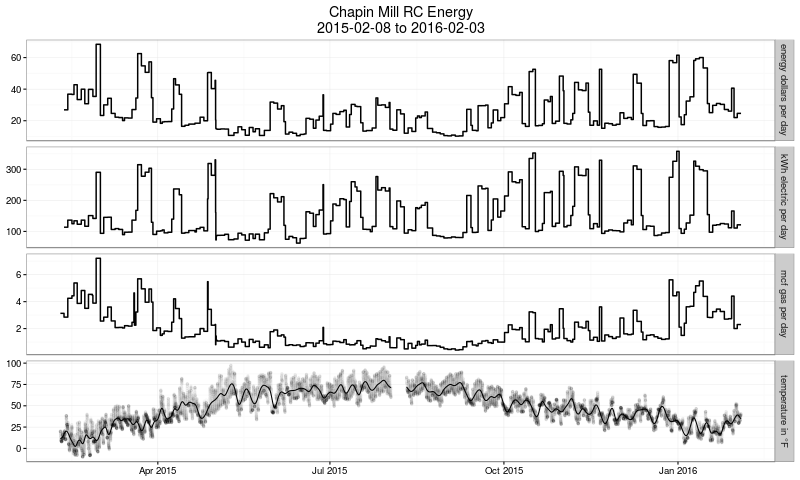 Chapin Mill RC Energy
2015-02-08 to 2016-02-03
60
40
20
energy dollars per day
300
200
100
kWh electric per day
6
4
2
mcf gas per day
100
75
50
25
0
temperature in °F
Apr 2015
Jul 2015
Oct 2015
Jan 2016